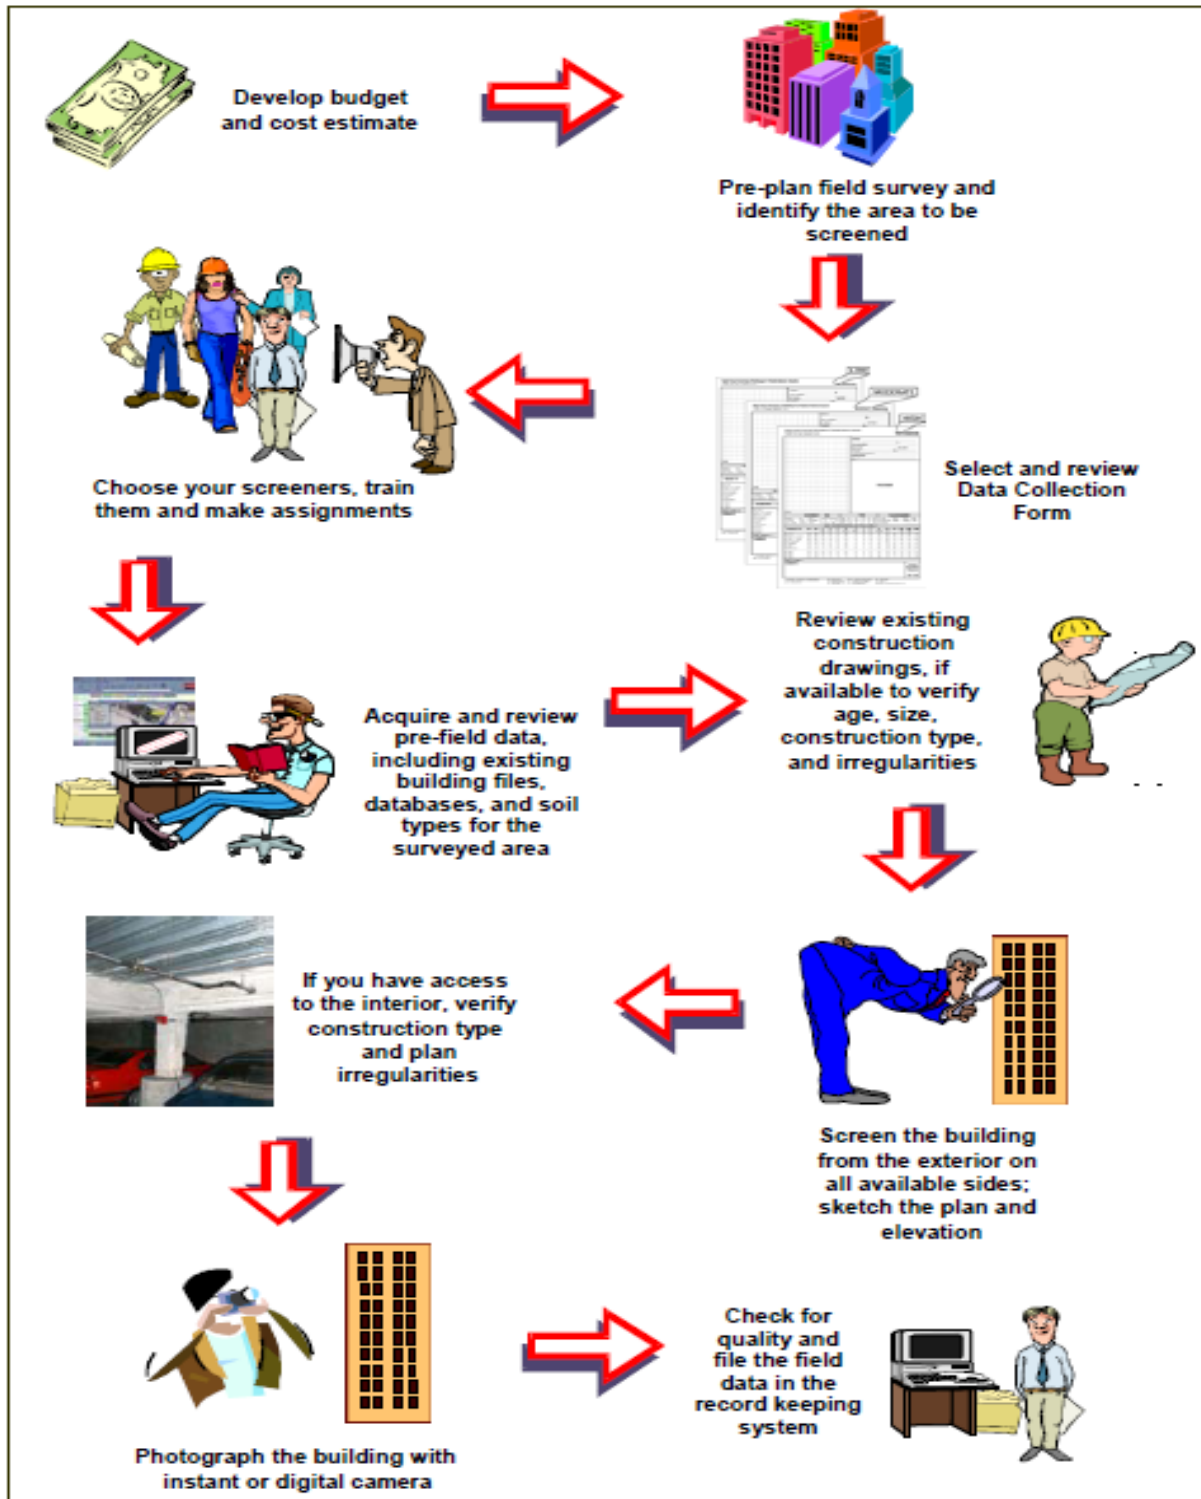 Develop budget
and cost estimate
Pre-plan field survey and
identify the area to be
screened
Select and review
Data Collection
Form
Choose your screeners, train
them and make assignments
Acquire and review
pre-field data,
including existing
building files,
databases, and soil
types for the
surveyed area
Review existing
construction
drawings, if
available to verify
age, size,
construction type,
and irregularities
Screen the building
from the exterior on
all available sides;
sketch the plan and
elevation
If you have access
to the interior, verify
construction type
and plan
irregularities
Photograph the building with
instant or digital camera
Check for
quality and
file the field
data in the
record keeping
system